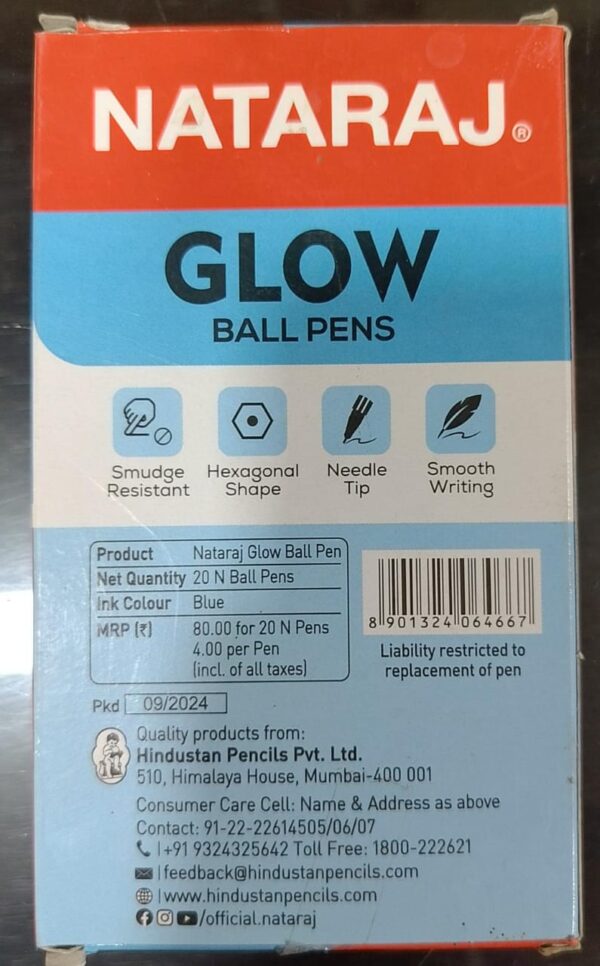 NATARAJ®
GLOW
BALL PENS
Smudge Resistant
Hexagonal Shape
Needle Tip
Smooth Writing
Product Nataraj Glow Ball Pen
Net Quantity 20 N Ball Pens
Ink Colour Blue
MRP (₹) 80.00 for 20 N Pens
4.00 per Pen
(incl. of all taxes)
8 901324 064667
Liability restricted to
replacement of pen
Pkd 09/2024
Quality products from:
Hindustan Pencils Pvt. Ltd.
510, Himalaya House, Mumbai-400 001
Consumer Care Cell: Name & Address as above
Contact: 91-22-22614505/06/07
|+91 9324325642 Toll Free: 1800-222621
|feedback@hindustanpencils.com
|www.hindustanpencils.com
/official.nataraj